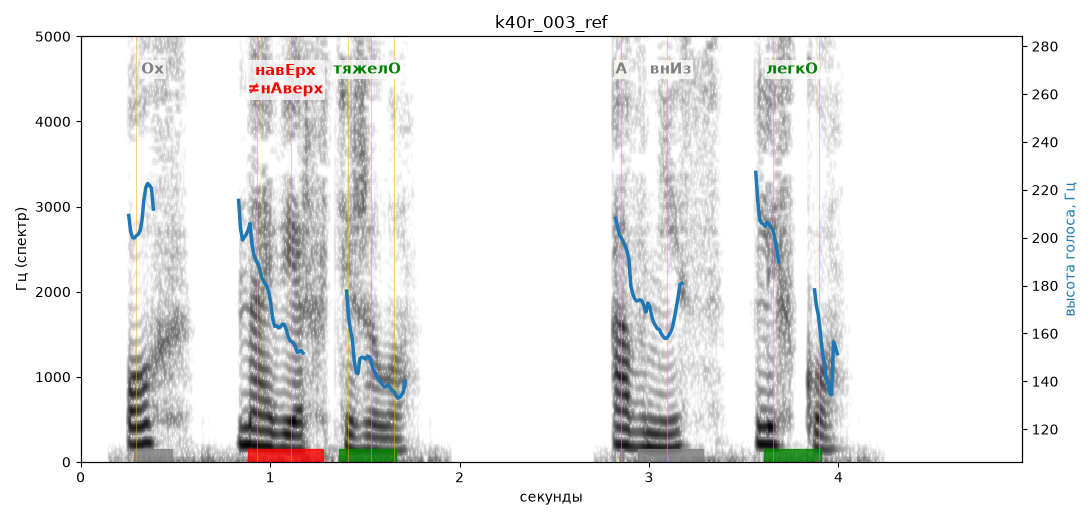 k40r_003_ref
Ох
навЕрх
≠нАверх
тяжелО
А
внИз
легкО
Гц (спектр)
5000
4000
3000
2000
1000
0
0
1
2
3
4
секунды
280
260
240
220
200
180
160
140
120
высота голоса, Гц